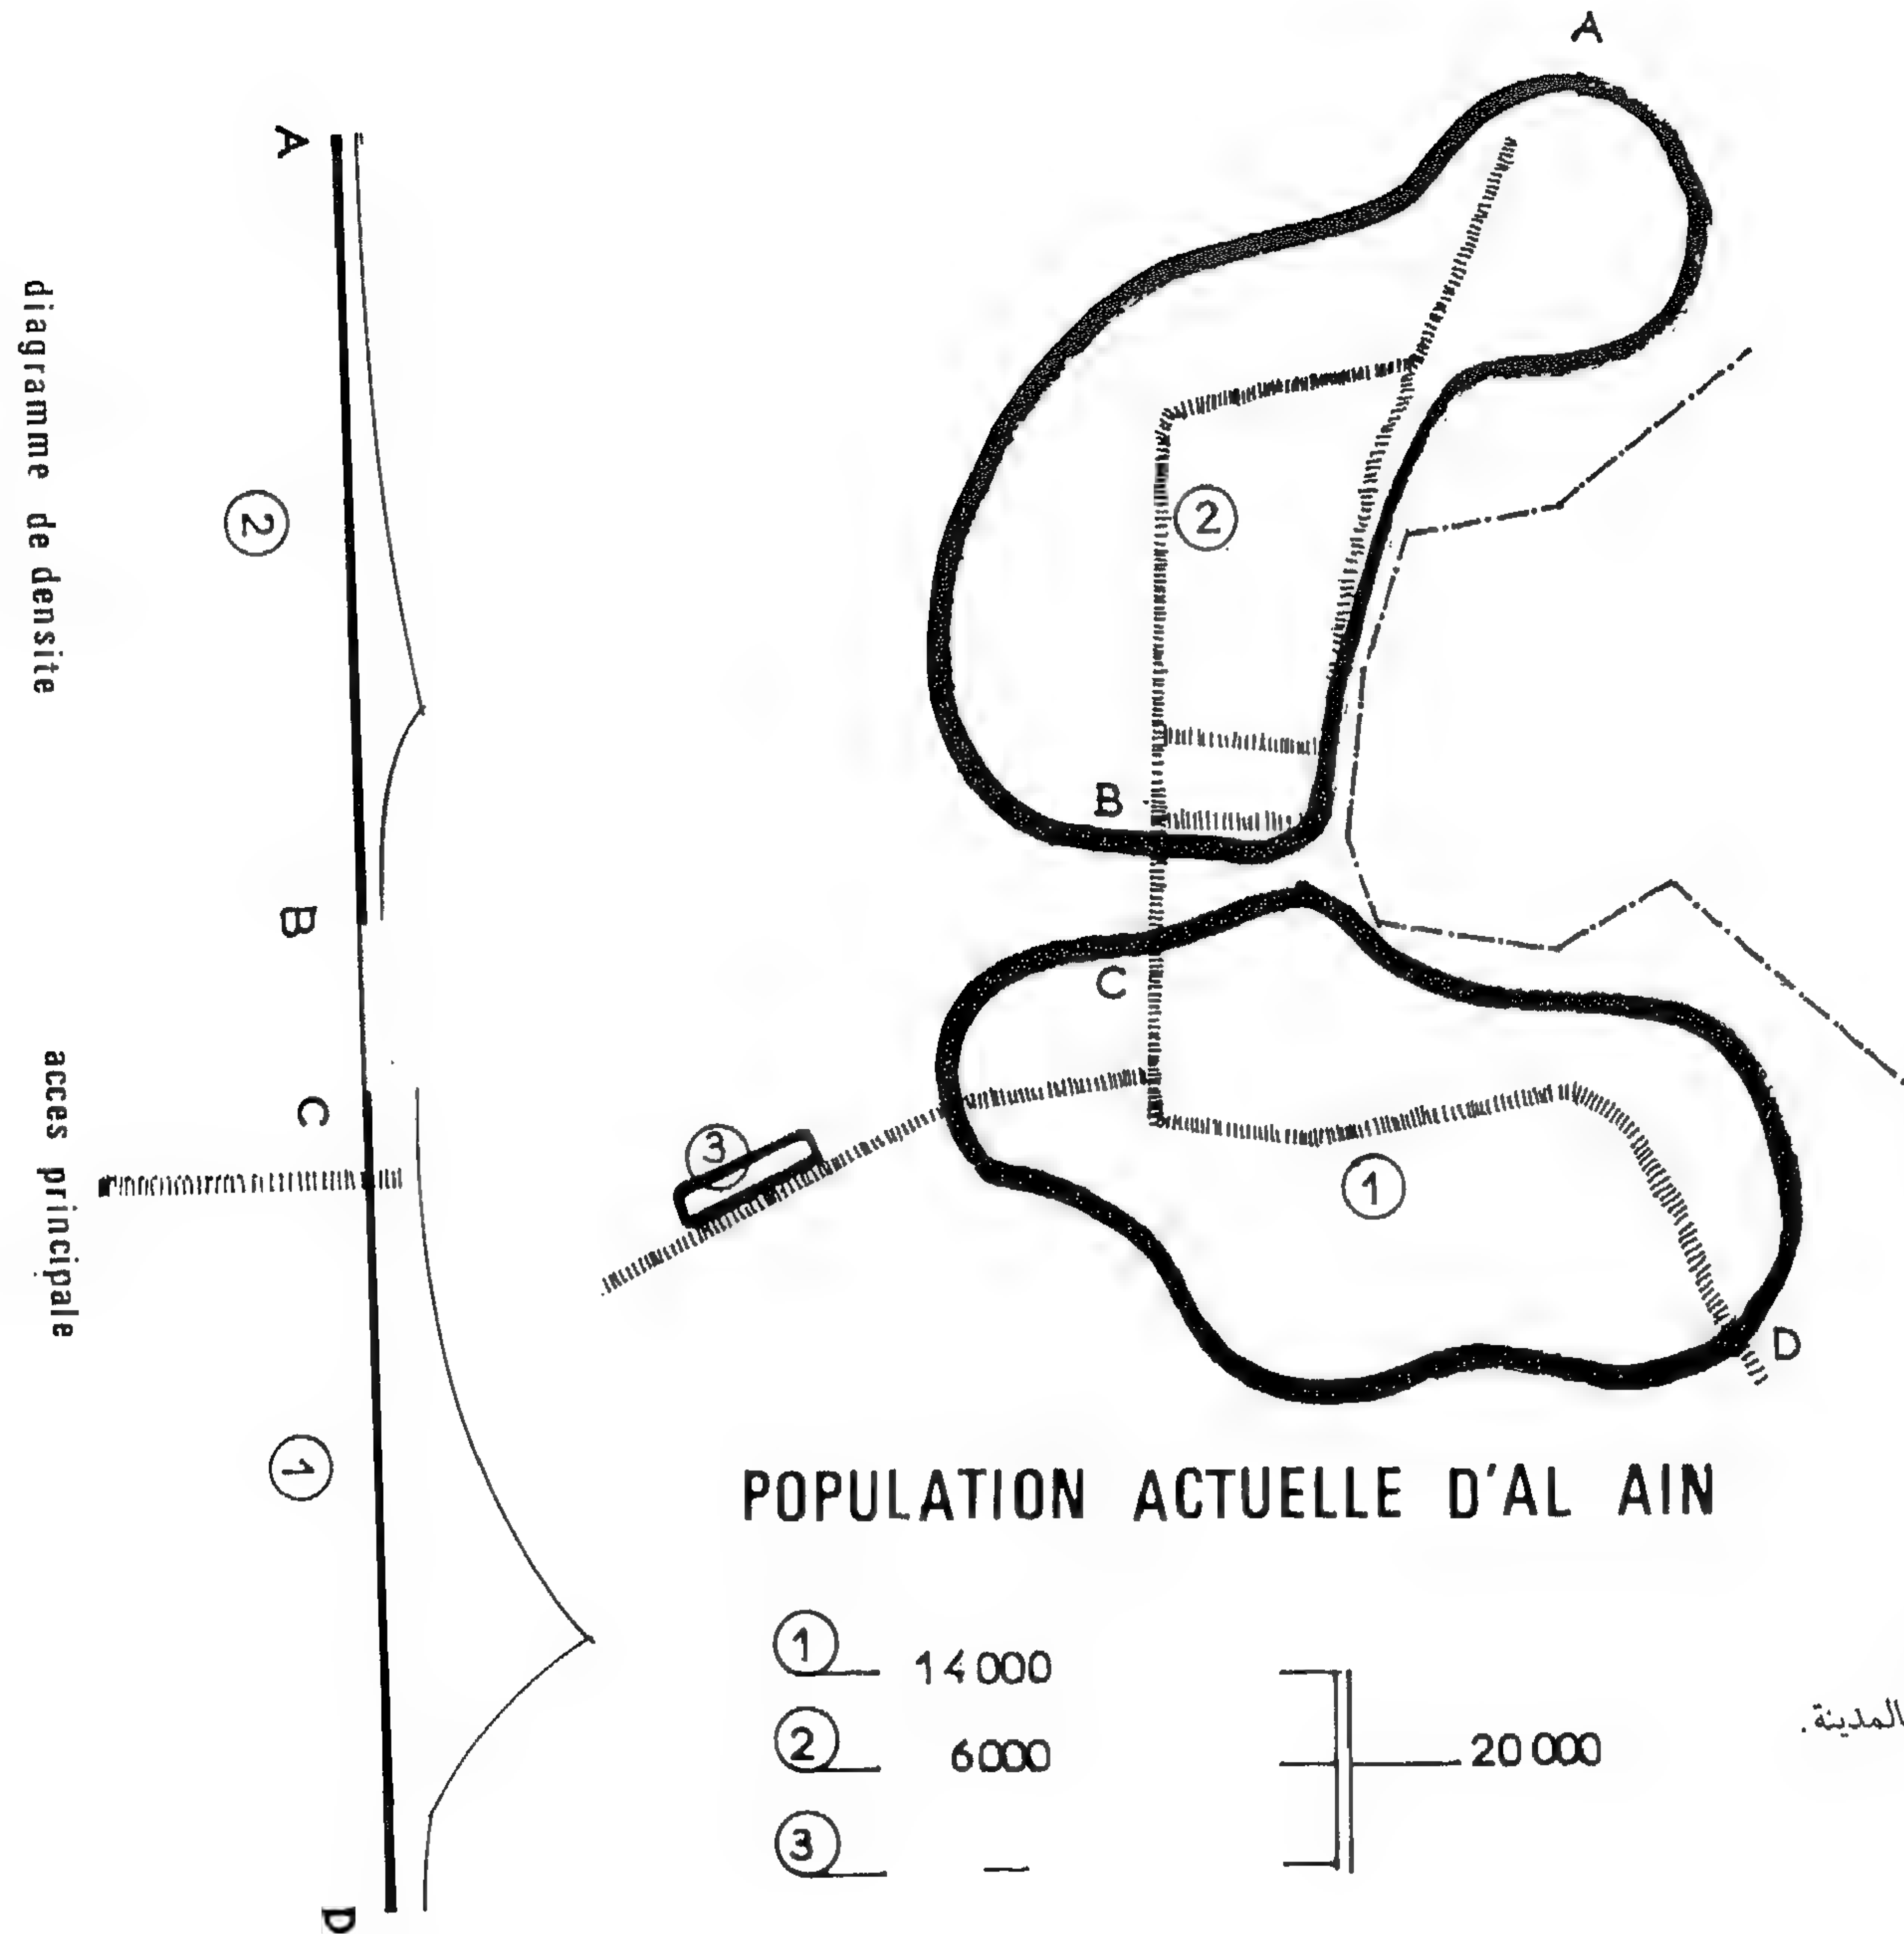 A
A
diagramme de densite
2
2
B
B
C
C
acces principale
3
1
D
1
POPULATION ACTUELLE D'AL AIN
1 14000
2 6000 20000
3 —
المدينة.
D